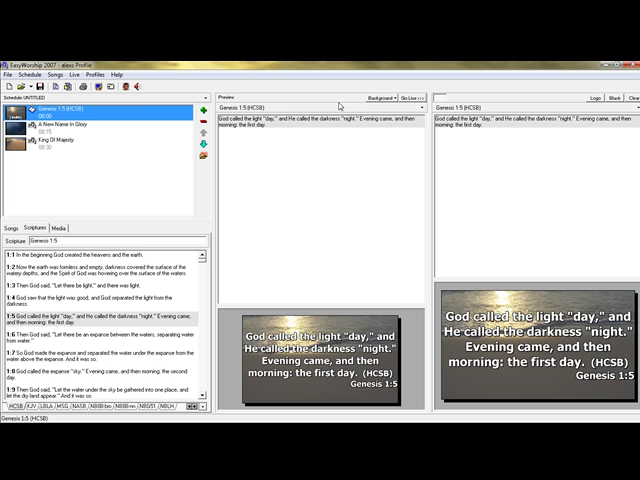 EasyWorship 2007 - alexs Profile
File Schedule Songs Live Profiles Help
Schedule: UNTITLED
Genesis 1:5 (HCSB)
08:00
A New Name In Glory
08:15
King Of Majesty
08:30
Songs Scriptures Media
Scripture Genesis 1:5
1:1 In the beginning God created the heavens and the earth.
1:2 Now the earth was formless and empty, darkness covered the surface of the
watery depths, and the Spirit of God was hovering over the surface of the waters.
1:3 Then God said, "Let there be light," and there was light.
1:4 God saw that the light was good, and God separated the light from the
darkness.
1:5 God called the light "day," and He called the darkness "night." Evening came,
and then morning: the first day.
1:6 Then God said, "Let there be an expanse between the waters, separating water
from water."
1:7 So God made the expanse and separated the water under the expanse from the
water above the expanse. And it was so.
1:8 God called the expanse "sky." Evening came, and then morning: the second
day.
1:9 Then God said, "Let the water under the sky be gathered into one place, and
let the dry land appear." And it was so.
HCSB KJV LBLA MSG NASB
Genesis 1:5 (HCSB)
Preview
Background Go Live >>>
Genesis 1:5 (HCSB)
God called the light "day," and He called the darkness "night." Evening came, and then
morning: the first day.
God called the light "day," and
He called the darkness "night."
Evening came, and then
morning: the first day. (HCSB)
Genesis 1:5
Logo Black Clear
Genesis 1:5 (HCSB)
God called the light "day," and He called the darkness "night." Evening came, and then
morning: the first day.
God called the light "day," and
He called the darkness "night."
Evening came, and then
morning: the first day. (HCSB)
Genesis 1:5